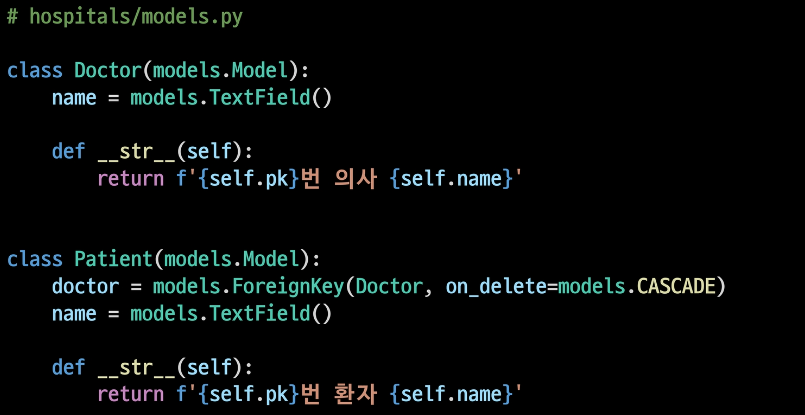 # hospitals/models.py
class Doctor(models.Model):
    name = models.TextField()
    def __str__(self):
        return f'{self.pk}번 의사 {self.name}'
class Patient(models.Model):
    doctor = models.ForeignKey(Doctor, on_delete=models.CASCADE)
    name = models.TextField()
    def __str__(self):
        return f'{self.pk}번 환자 {self.name}'